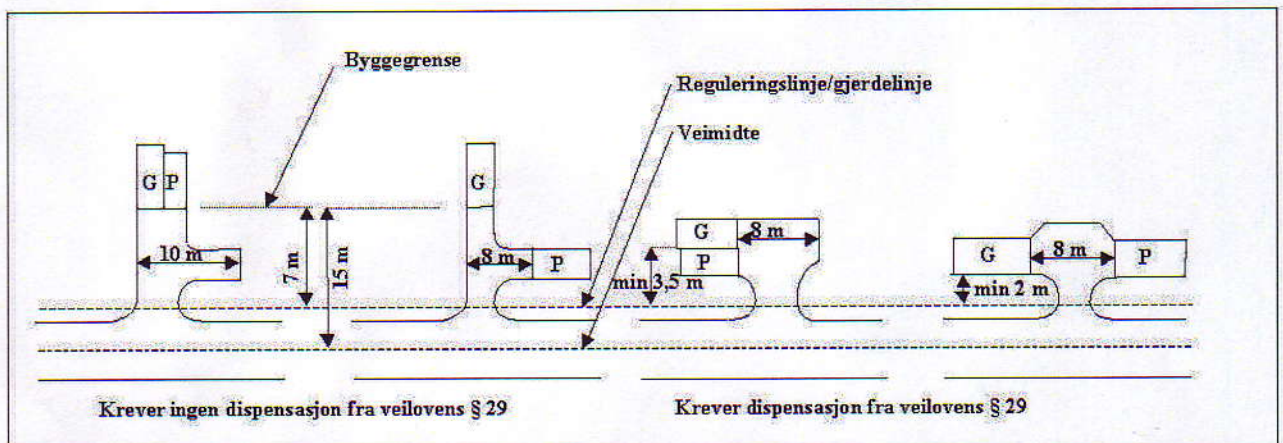 Byggegrense
Reguleringslinje/gjerdelinje
Veimidte
G P
10 m
7 m
15 m
G
8 m
P
G
8 m
P
min 3,5 m
G
8 m
P
min 2 m
Krever ingen dispensasjon fra veilovens § 29
Krever dispensasjon fra veilovens § 29